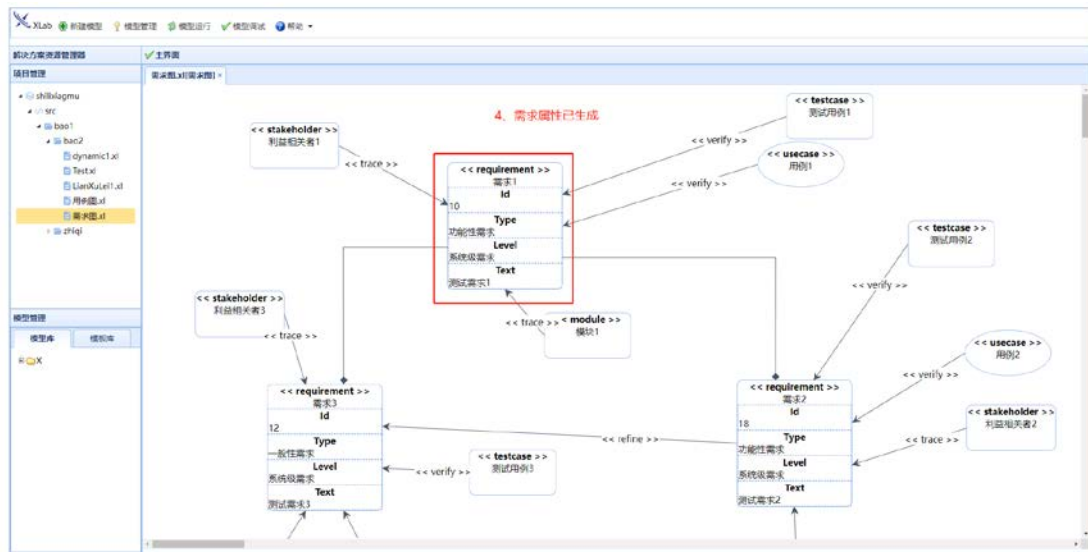 XLab 新建模型 模型管理 模型运行 模型调试 帮助
解决方案资源管理器
主界面
项目管理
需求图.xl[需求图] ×
shilixiagmu
src
bao1
bao2
dynamic1.xl
Test.xl
LianXuLei1.xl
用例图.xl
需求图.xl
zhiqi
模型管理
模型库 模板库
X
4、需求属性已生成
<< stakeholder >>
利益相关者1
<< trace >>
<< testcase >>
测试用例1
<< verify >>
<< usecase >>
用例1
<< verify >>
<< requirement >>
需求1
Id
10
Type
功能性需求
Level
系统级需求
Text
测试需求1
<< testcase >>
测试用例2
<< verify >>
<< stakeholder >>
利益相关者3
<< trace >>
<< trace >>
< module >>
模块1
<< usecase >>
用例2
<< verify >>
<< requirement >>
需求3
Id
12
Type
一般性需求
Level
系统级需求
Text
测试需求3
<< refine >>
<< requirement >>
需求2
Id
18
Type
功能性需求
Level
系统级需求
Text
测试需求2
<< stakeholder >>
利益相关者2
<< trace >>
<< testcase >>
测试用例3
<< verify >>